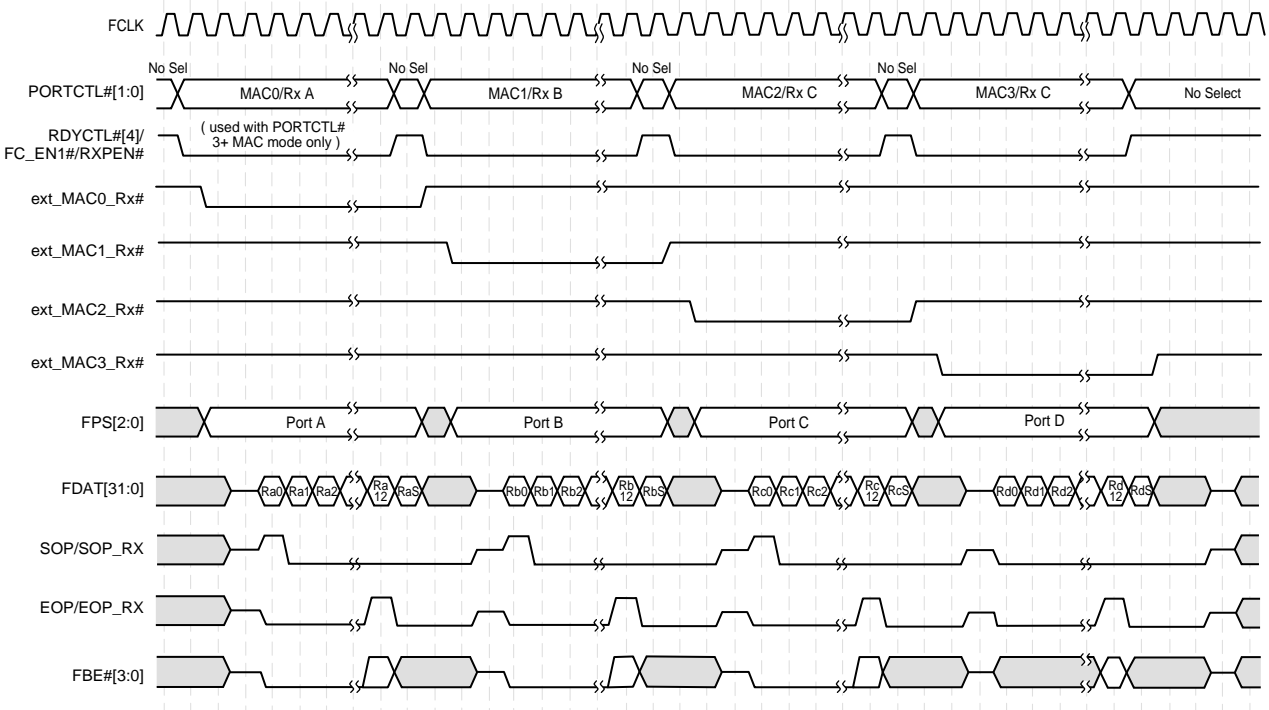 FCLK
No Sel No Sel No Sel No Sel
PORTCTL#[1:0] MAC0/Rx A MAC1/Rx B MAC2/Rx C MAC3/Rx C No Select
RDYCTL#[4]/ ( used with PORTCTL#
FC_EN1#/RXPEN# 3+ MAC mode only )
ext_MAC0_Rx#
ext_MAC1_Rx#
ext_MAC2_Rx#
ext_MAC3_Rx#
FPS[2:0] Port A Port B Port C Port D
FDAT[31:0] Ra0 Ra1 Ra2 Ra 12 RaS Rb0 Rb1 Rb2 Rb 12 RbS Rc0 Rc1 Rc2 Rc 12 RcS Rd0 Rd1 Rd2 Rd 12 RdS
SOP/SOP_RX
EOP/EOP_RX
FBE#[3:0]